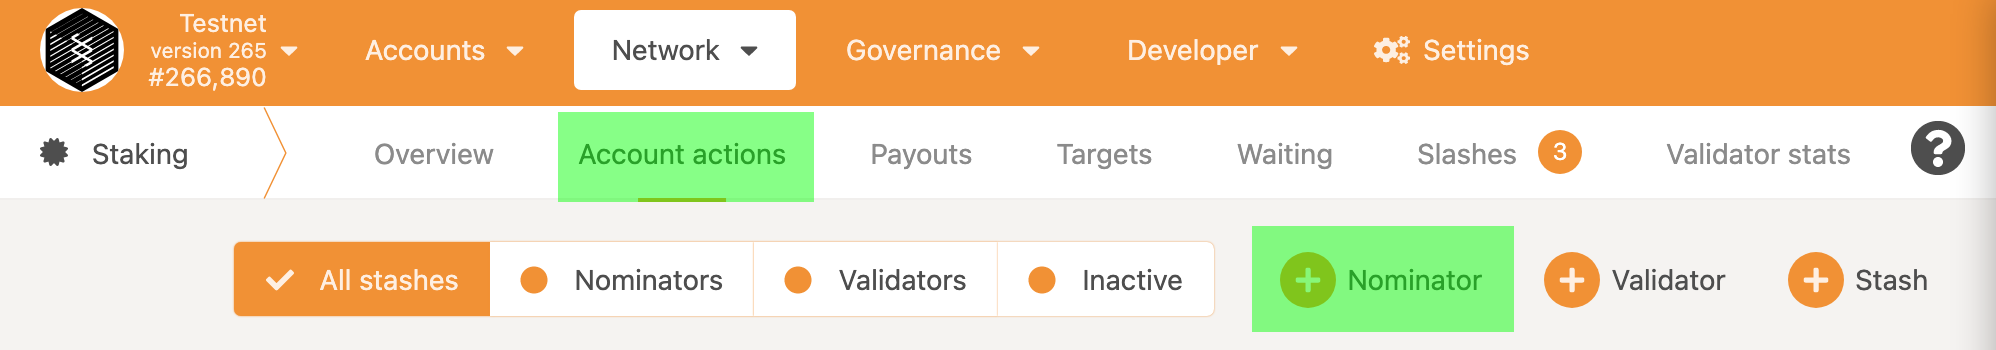 Testnet
version 265
#266,890
Accounts
Network
Governance
Developer
Settings
Staking
Overview
Account actions
Payouts
Targets
Waiting
Slashes 3
Validator stats
?
All stashes
Nominators
Validators
Inactive
Nominator
Validator
Stash